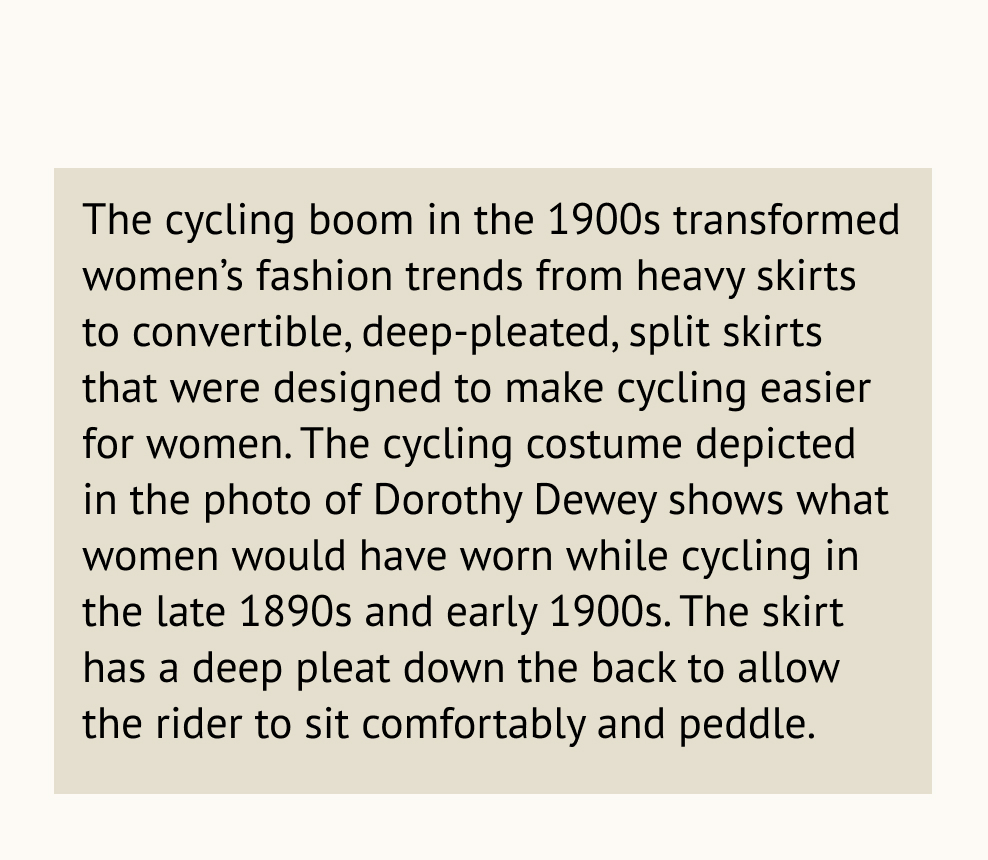 The cycling boom in the 1900s transformed
women’s fashion trends from heavy skirts
to convertible, deep-pleated, split skirts
that were designed to make cycling easier
for women. The cycling costume depicted
in the photo of Dorothy Dewey shows what
women would have worn while cycling in
the late 1890s and early 1900s. The skirt
has a deep pleat down the back to allow
the rider to sit comfortably and peddle.